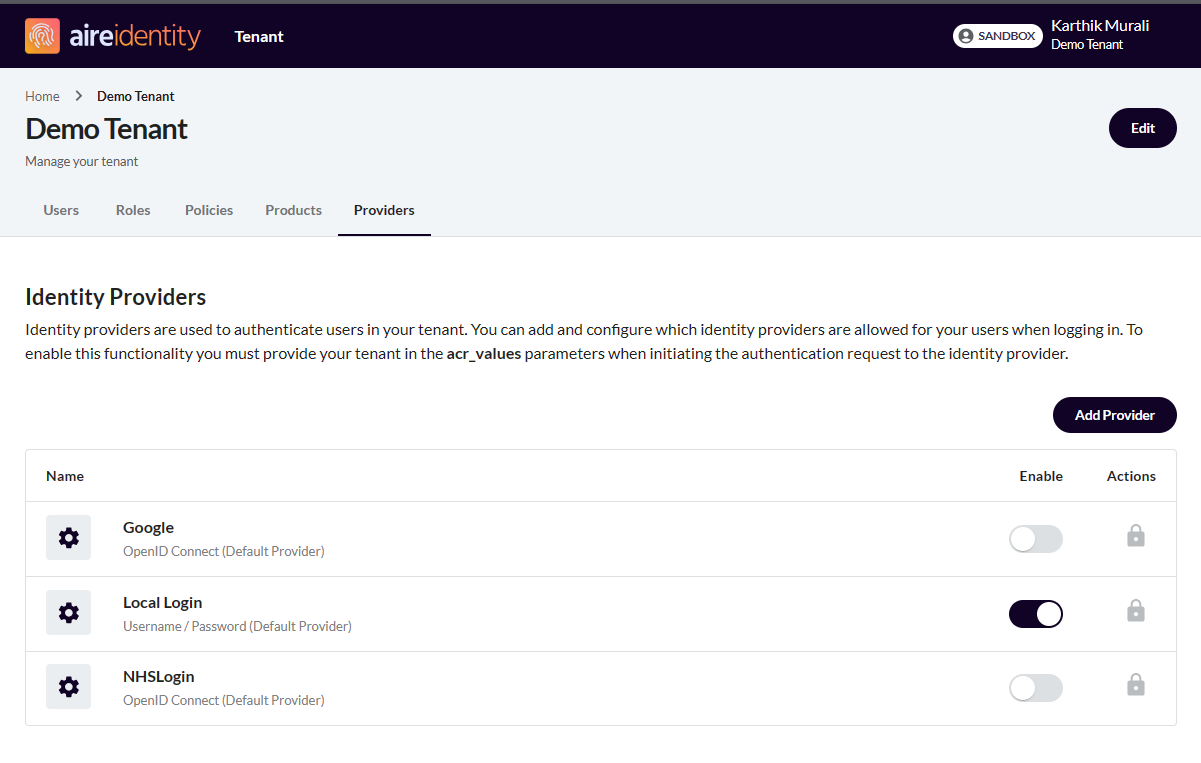 aireidentity
Tenant
SANDBOX
Karthik Murali
Demo Tenant
Home > Demo Tenant
Demo Tenant
Edit
Manage your tenant
Users
Roles
Policies
Products
Providers
Identity Providers
Identity providers are used to authenticate users in your tenant. You can add and configure which identity providers are allowed for your users when logging in. To
enable this functionality you must provide your tenant in the acr_values parameters when initiating the authentication request to the identity provider.
Add Provider
Name
Enable
Actions
Google
OpenID Connect (Default Provider)
Local Login
Username / Password (Default Provider)
NHSLogin
OpenID Connect (Default Provider)